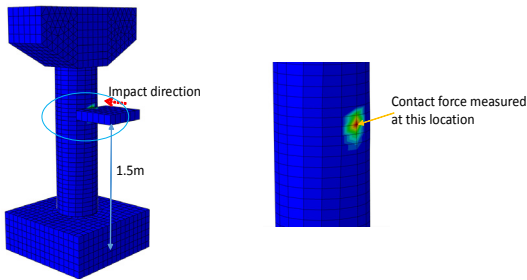 Impact direction
1.5m
Contact force measured
at this location